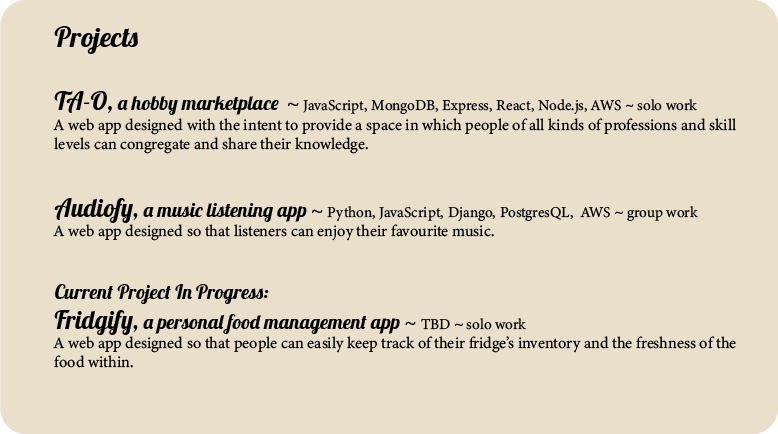 Projects
TA-O, a hobby marketplace ~ JavaScript, MongoDB, Express, React, Node.js, AWS ~ solo work
A web app designed with the intent to provide a space in which people of all kinds of professions and skill
levels can congregate and share their knowledge.
Audiofy, a music listening app ~ Python, JavaScript, Django, PostgresQL, AWS ~ group work
A web app designed so that listeners can enjoy their favourite music.
Current Project In Progress:
Fridgify, a personal food management app ~ TBD ~ solo work
A web app designed so that people can easily keep track of their fridge's inventory and the freshness of the
food within.